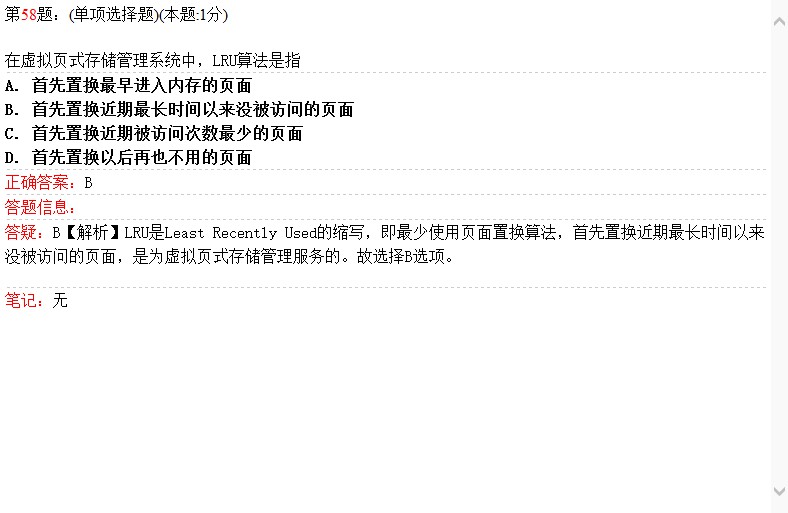 第58题：(单项选择题)(本题:1分)
在虚拟页式存储管理系统中，LRU算法是指
A. 首先置换最早进入内存的页面
B. 首先置换近期最长时间以来没被访问的页面
C. 首先置换近期被访问次数最少的页面
D. 首先置换以后再也不用的页面
正确答案：B
答题信息：
答疑：B【解析】LRU是Least Recently Used的缩写，即最少使用页面置换算法，首先置换近期最长时间以来
没被访问的页面，是为虚拟页式存储管理服务的。故选择B选项。
笔记：无